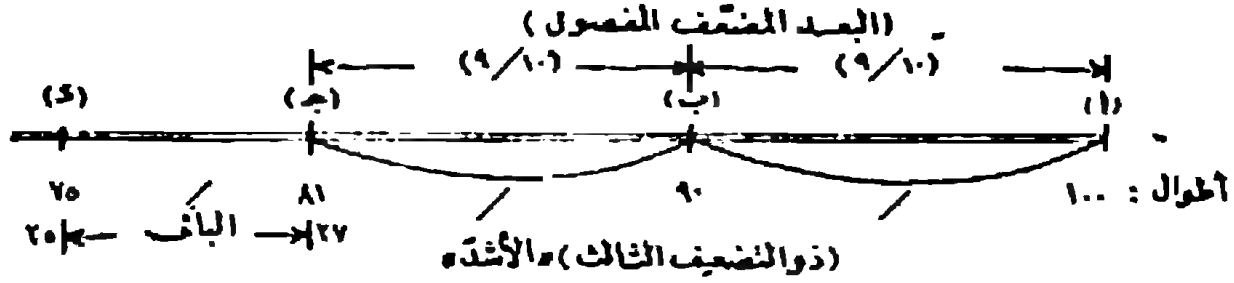 (البعد المضعّف المفصول)
(٩/١٠) (٩/١٠)
(أ) (ب) (جـ) (د)
أطوال : ١٠٠ ٩٠ ٨١ ٧٥
٢٧ الباقى ٢٥
(ذو التضعيف الثالث) "الأشدّ"